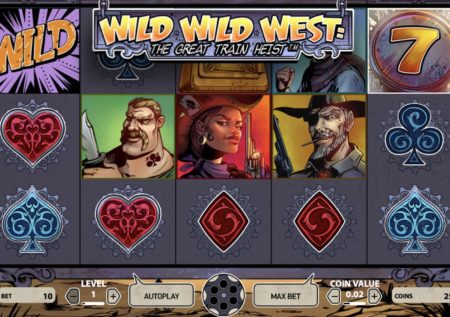 WILD WILD WEST:
THE GREAT TRAIN HEIST™
WILD
7
LEVEL
COIN VALUE
BET 10
1
AUTOPLAY
MAX BET
0.02
COINS